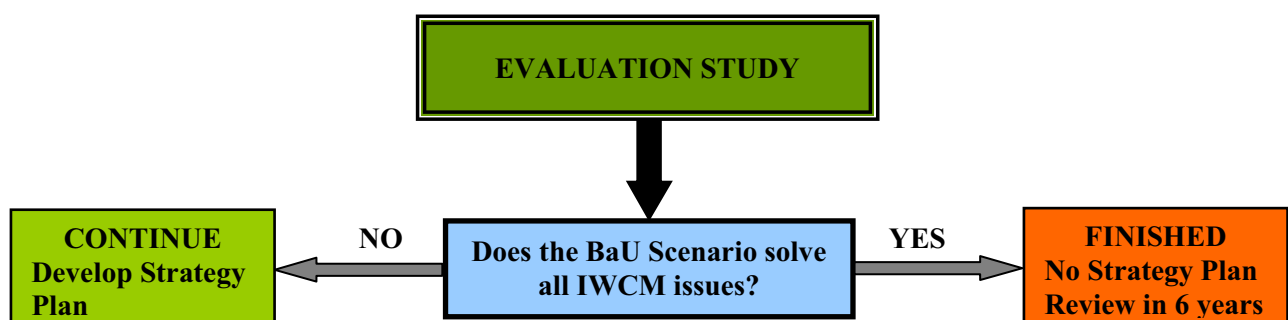 EVALUATION STUDY
NO
YES
CONTINUE
Develop Strategy
Plan
Does the BaU Scenario solve
all IWCM issues?
FINISHED
No Strategy Plan
Review in 6 years